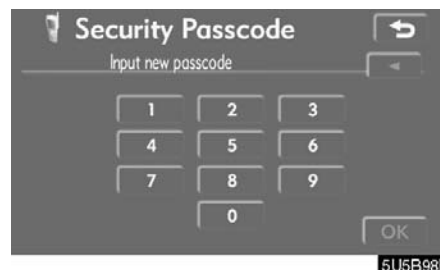 Security Passcode
Input new passcode
1 2 3
4 5 6
7 8 9
0
OK
5U5B98